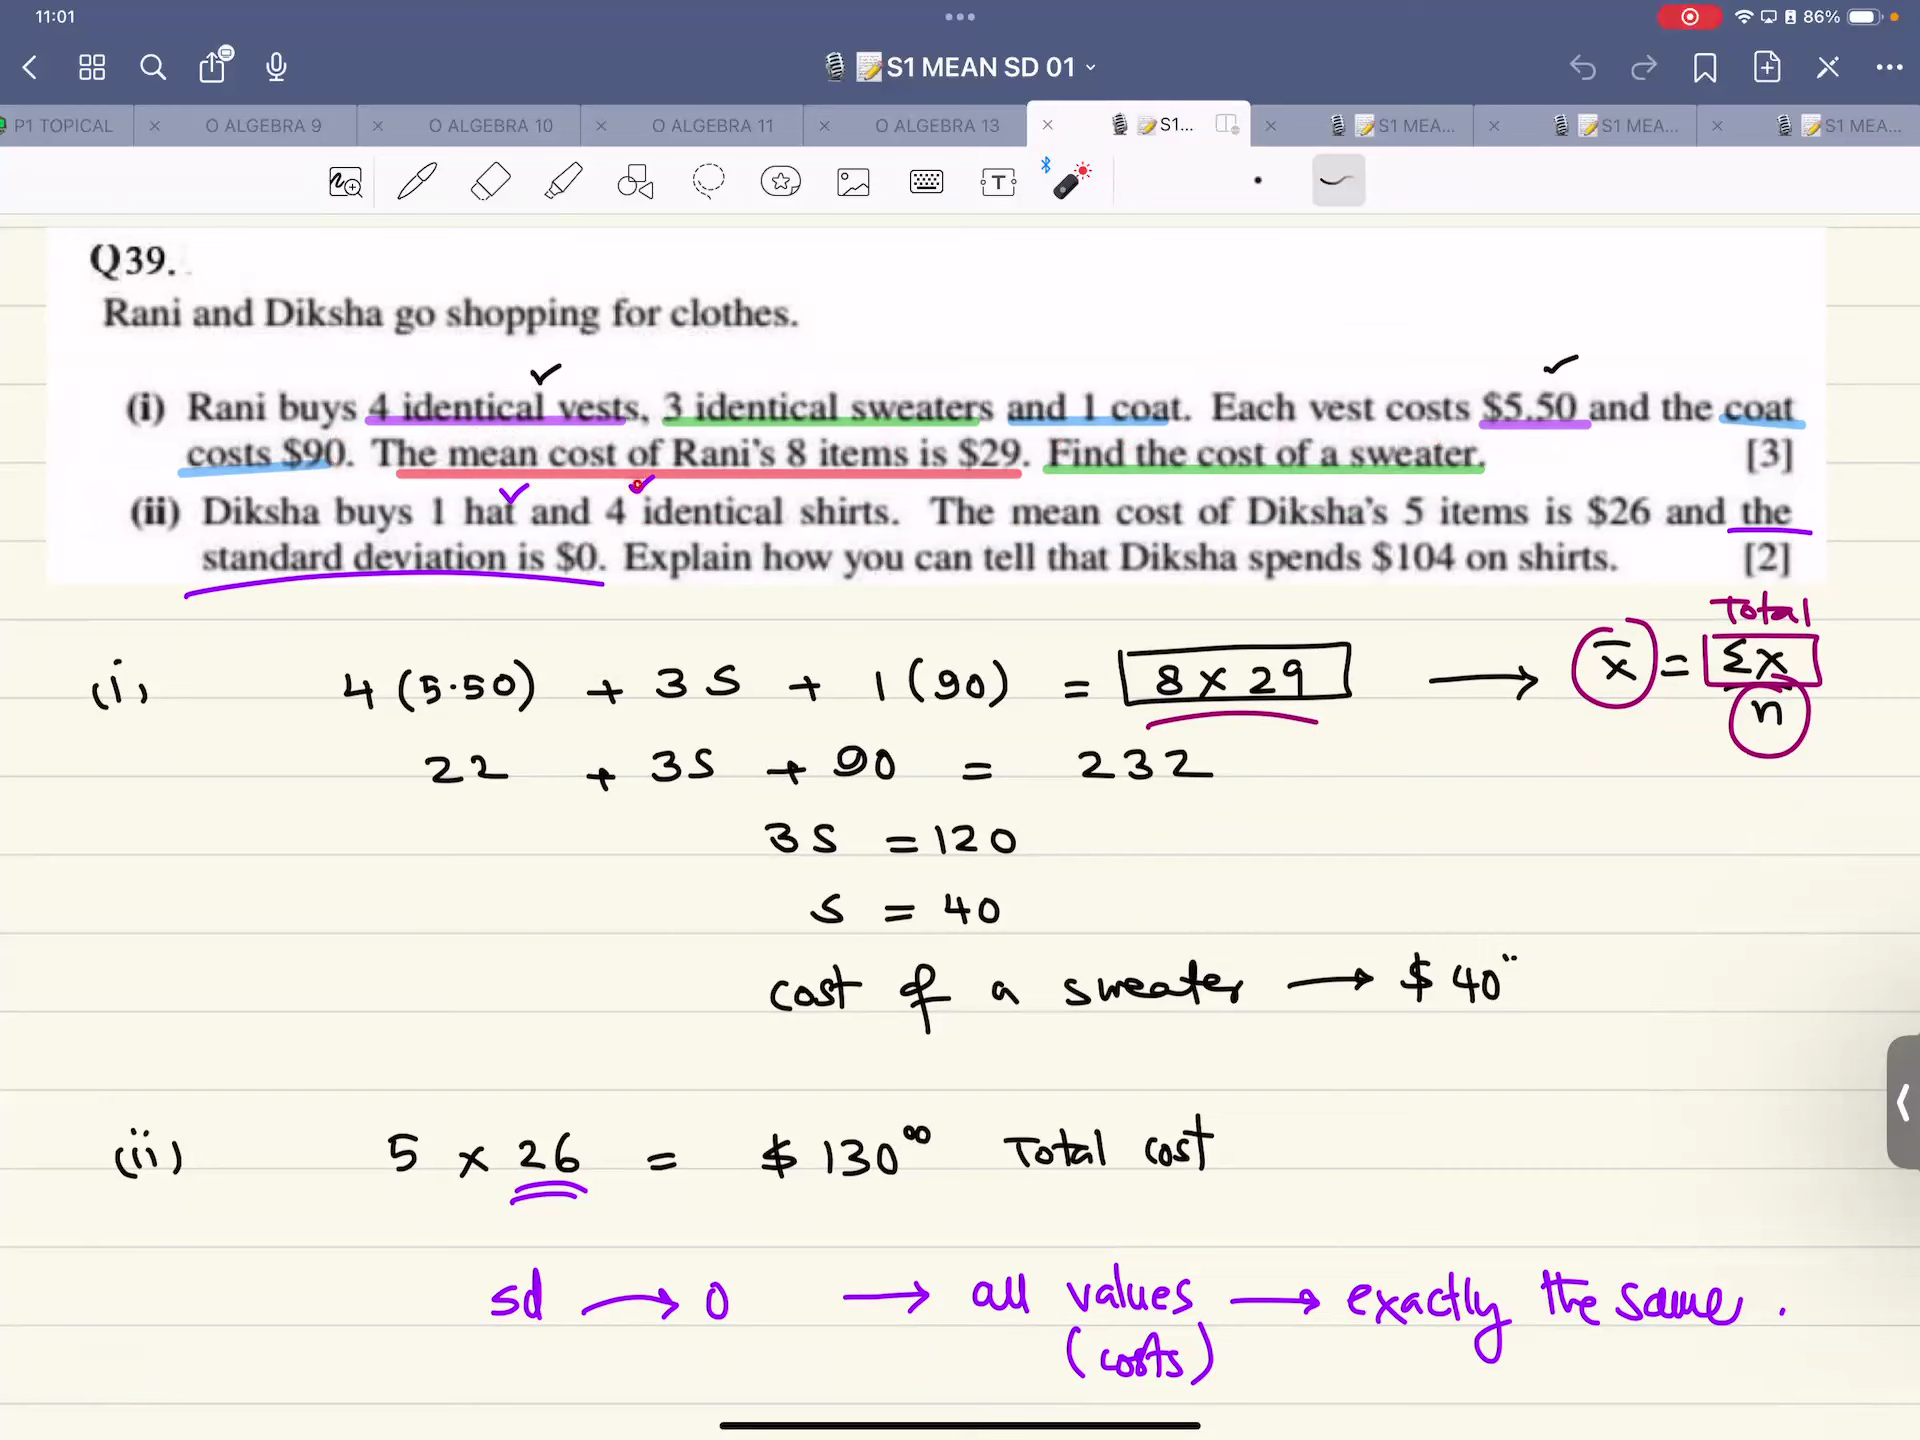 11:01
86%
S1 MEAN SD 01
P1 TOPICAL
O ALGEBRA 9
O ALGEBRA 10
O ALGEBRA 11
O ALGEBRA 13
S1...
S1 MEA...
S1 MEA...
S1 MEA...
Q39.
Rani and Diksha go shopping for clothes.
(i) Rani buys 4 identical vests, 3 identical sweaters and 1 coat. Each vest costs $5.50 and the coat
costs $90. The mean cost of Rani's 8 items is $29. Find the cost of a sweater. [3]
(ii) Diksha buys 1 hat and 4 identical shirts. The mean cost of Diksha's 5 items is $26 and the
standard deviation is $0. Explain how you can tell that Diksha spends $104 on shirts. [2]
Total
(i) 4(5.50) + 3S + 1(90) = 8 x 29 → x̄ = Σx
n
22 + 3S + 90 = 232
3S = 120
S = 40
cost of a sweater → $ 40
(ii) 5 x 26 = $ 130⁰⁰ Total cost
sd → 0 → all values → exactly the same.
(costs)